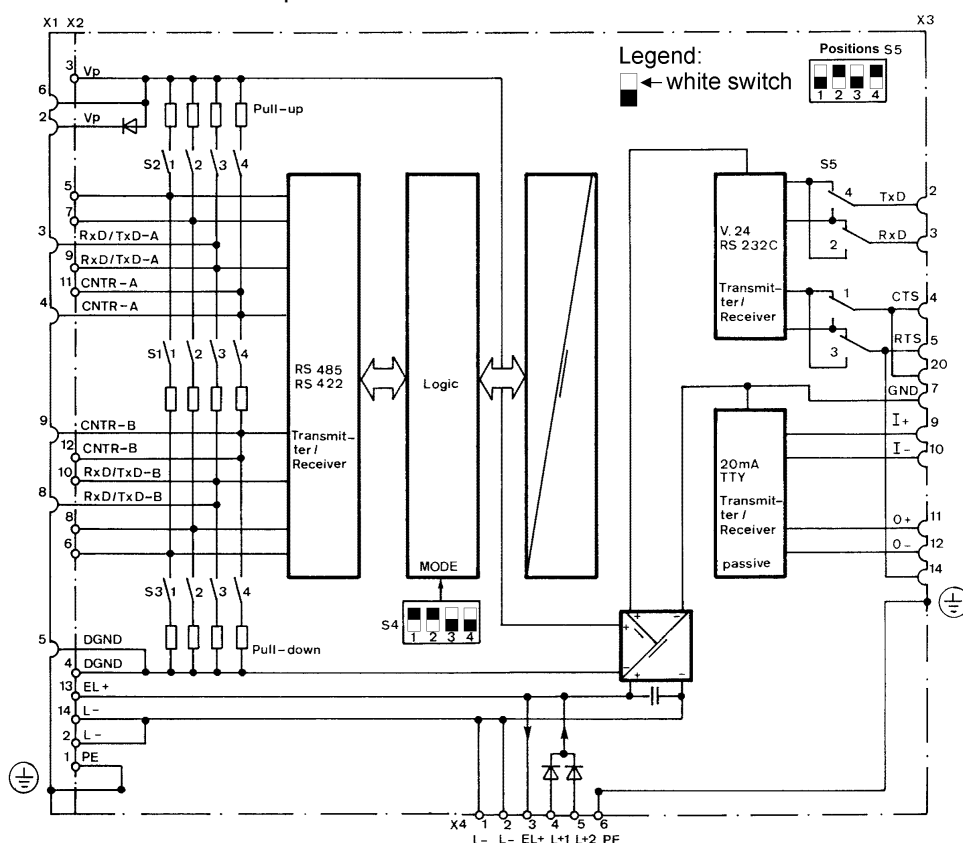 X1 X2
X3
3 Vp
6
2 Vp
Pull-up
Legend:
white switch
Positions S5
1 2 3 4
S2 1 2 3 4
5
7
3 RxD/TxD-A
9 RxD/TxD-A
11 CNTR-A
4 CNTR-A
S1 1 2 3 4
9 CNTR-B
12 CNTR-B
10 RxD/TxD-B
8 RxD/TxD-B
8
6
S3 1 2 3 4
Pull-down
5 DGND
4 DGND
13 EL+
14 L-
2 L-
1 PE
RS 485
RS 422
Transmit-
ter/
Receiver
Logic
MODE
S4
1 2 3 4
V.24
RS 232C
Transmit-
ter/
Receiver
S5
4
2
1
3
TxD 2
RxD 3
CTS 4
RTS 5
20
GND 7
I+ 9
I- 10
O+ 11
O- 12
14
20mA
TTY
Transmit-
ter/
Receiver
passive
+ -
+
-
+ -
X4 1 2 3 4 5 6
L- L- EL+ L+1 L+2 PE